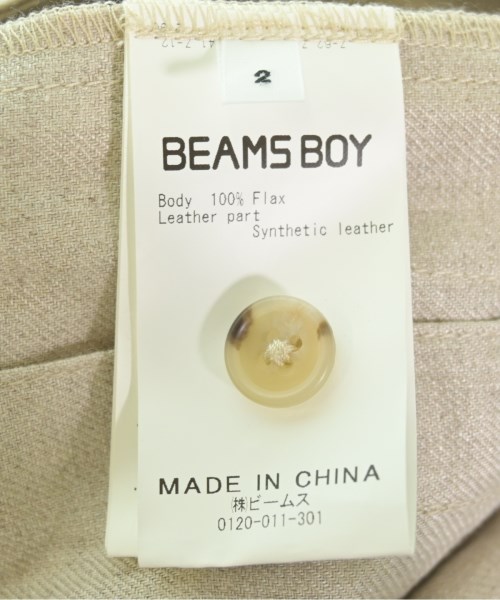 2
BEAMS BOY
Body 100% Flax
Leather part
Synthetic leather
MADE IN CHINA
㈱ビームス
0120-011-301